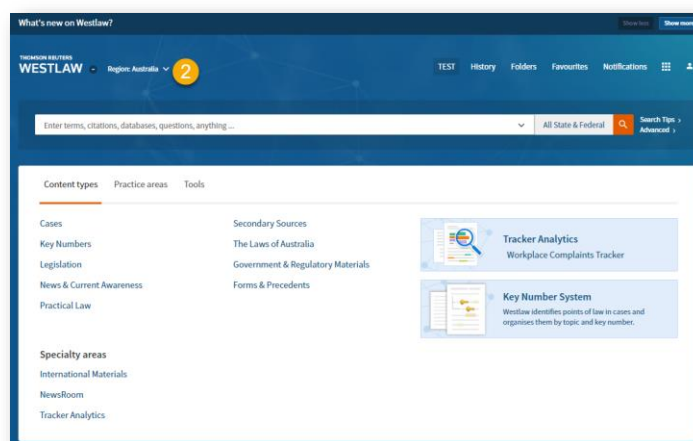 What's new on Westlaw?
Show less
Show more
THOMSON REUTERS
WESTLAW
Region: Australia
2
TEST
History
Folders
Favourites
Notifications
Enter terms, citations, databases, questions, anything ...
All State & Federal
Search Tips
Advanced
Content types
Practice areas
Tools
Cases
Key Numbers
Legislation
News & Current Awareness
Practical Law
Secondary Sources
The Laws of Australia
Government & Regulatory Materials
Forms & Precedents
Tracker Analytics
Workplace Complaints Tracker
Key Number System
Westlaw identifies points of law in cases and
organises them by topic and key number.
Specialty areas
International Materials
NewsRoom
Tracker Analytics